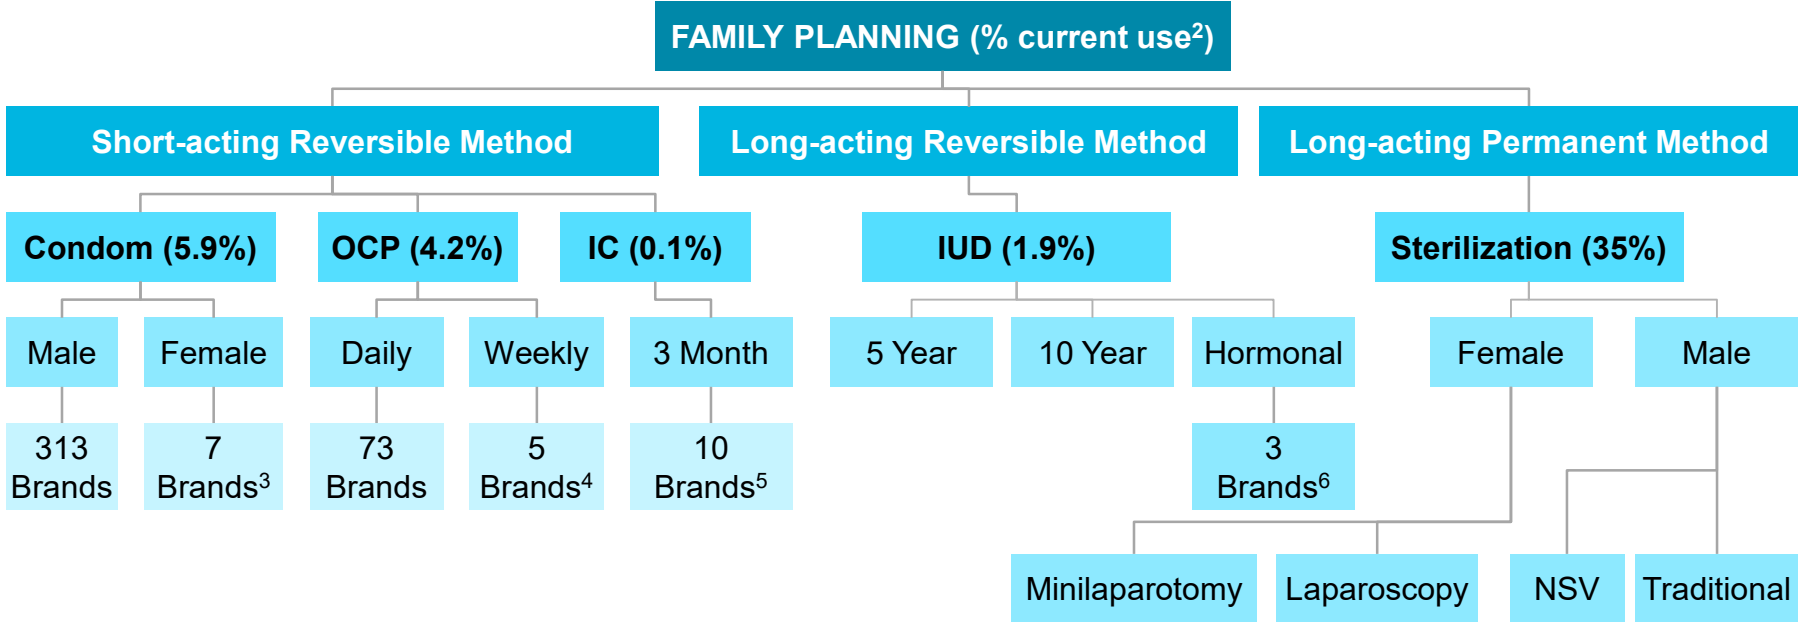 FAMILY PLANNING (% current use²)
Short-acting Reversible Method
Long-acting Reversible Method
Long-acting Permanent Method
Condom (5.9%)
OCP (4.2%)
IC (0.1%)
IUD (1.9%)
Sterilization (35%)
Male
Female
Daily
Weekly
3 Month
5 Year
10 Year
Hormonal
Female
Male
313
Brands
7
Brands³
73
Brands
5
Brands⁴
10
Brands⁵
3
Brands⁶
Minilaparotomy
Laparoscopy
NSV
Traditional